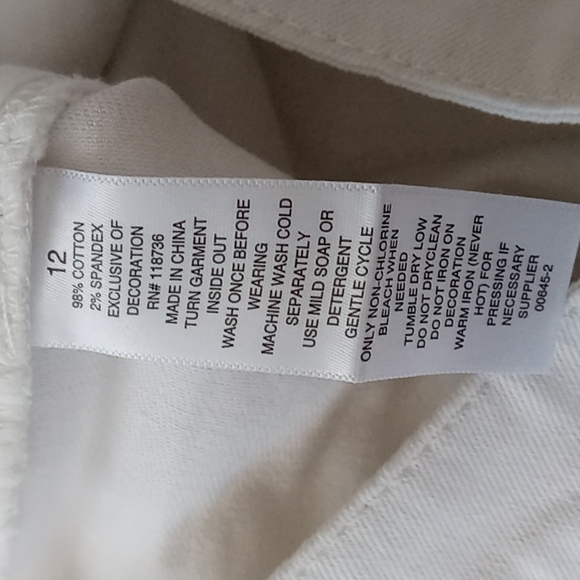 12
98% COTTON
2% SPANDEX
EXCLUSIVE OF
DECORATION
RN# 118736
MADE IN CHINA
TURN GARMENT
INSIDE OUT
WASH ONCE BEFORE
WEARING
MACHINE WASH COLD
SEPARATELY
USE MILD SOAP OR
DETERGENT
GENTLE CYCLE
ONLY NON-CHLORINE
BLEACH WHEN
NEEDED
TUMBLE DRY LOW
DO NOT DRYCLEAN
DO NOT IRON ON
DECORATION
WARM IRON (NEVER
HOT) FOR
PRESSING IF
NECESSARY
SUPPLIER
00645-2